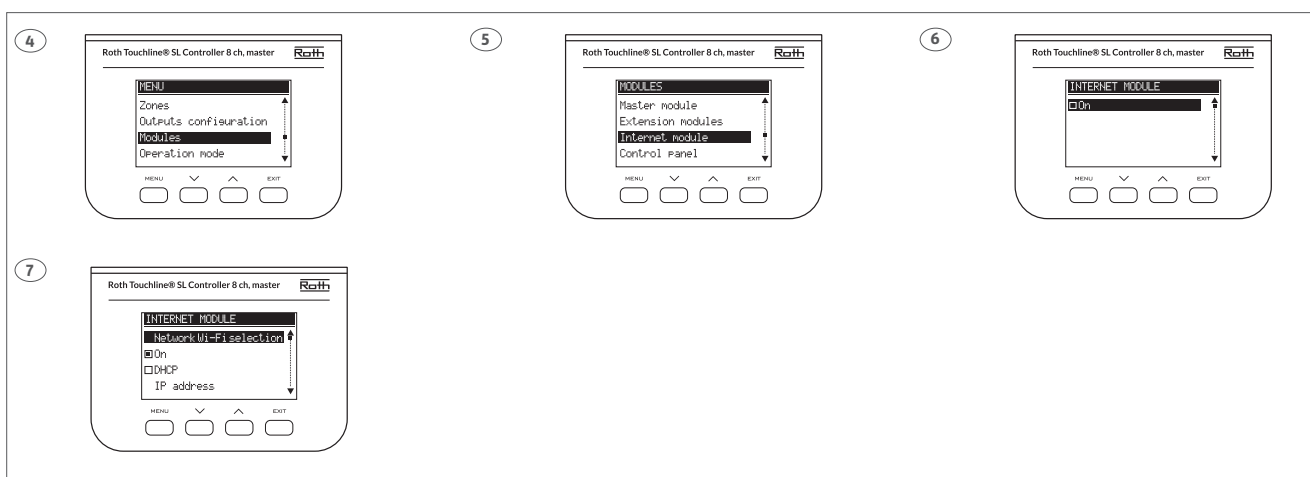 4
Roth Touchline® SL Controller 8 ch, master Roth
MENU
Zones
Outputs configuration
Modules
Operation mode
MENU EXIT
5
Roth Touchline® SL Controller 8 ch, master Roth
MODULES
Master module
Extension modules
Internet module
Control panel
MENU EXIT
6
Roth Touchline® SL Controller 8 ch, master Roth
INTERNET MODULE
On
MENU EXIT
7
Roth Touchline® SL Controller 8 ch, master Roth
INTERNET MODULE
Network Wi-Fi selection
On
DHCP
IP address
MENU EXIT